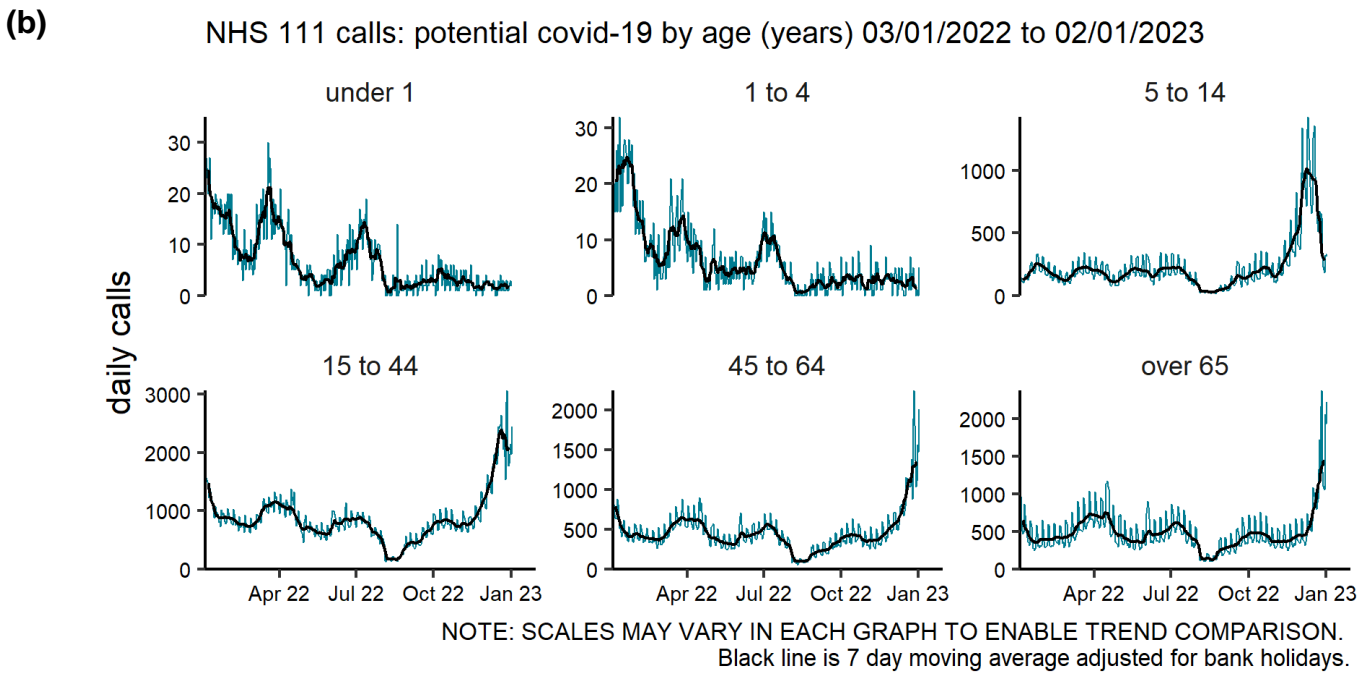 (b)
NHS 111 calls: potential covid-19 by age (years) 03/01/2022 to 02/01/2023
daily calls
under 1
30
20
10
0
1 to 4
30
20
10
0
5 to 14
1000
500
0
15 to 44
3000
2000
1000
0
Apr 22 Jul 22 Oct 22 Jan 23
45 to 64
2000
1500
1000
500
0
Apr 22 Jul 22 Oct 22 Jan 23
over 65
2000
1500
1000
500
0
Apr 22 Jul 22 Oct 22 Jan 23
NOTE: SCALES MAY VARY IN EACH GRAPH TO ENABLE TREND COMPARISON.
Black line is 7 day moving average adjusted for bank holidays.